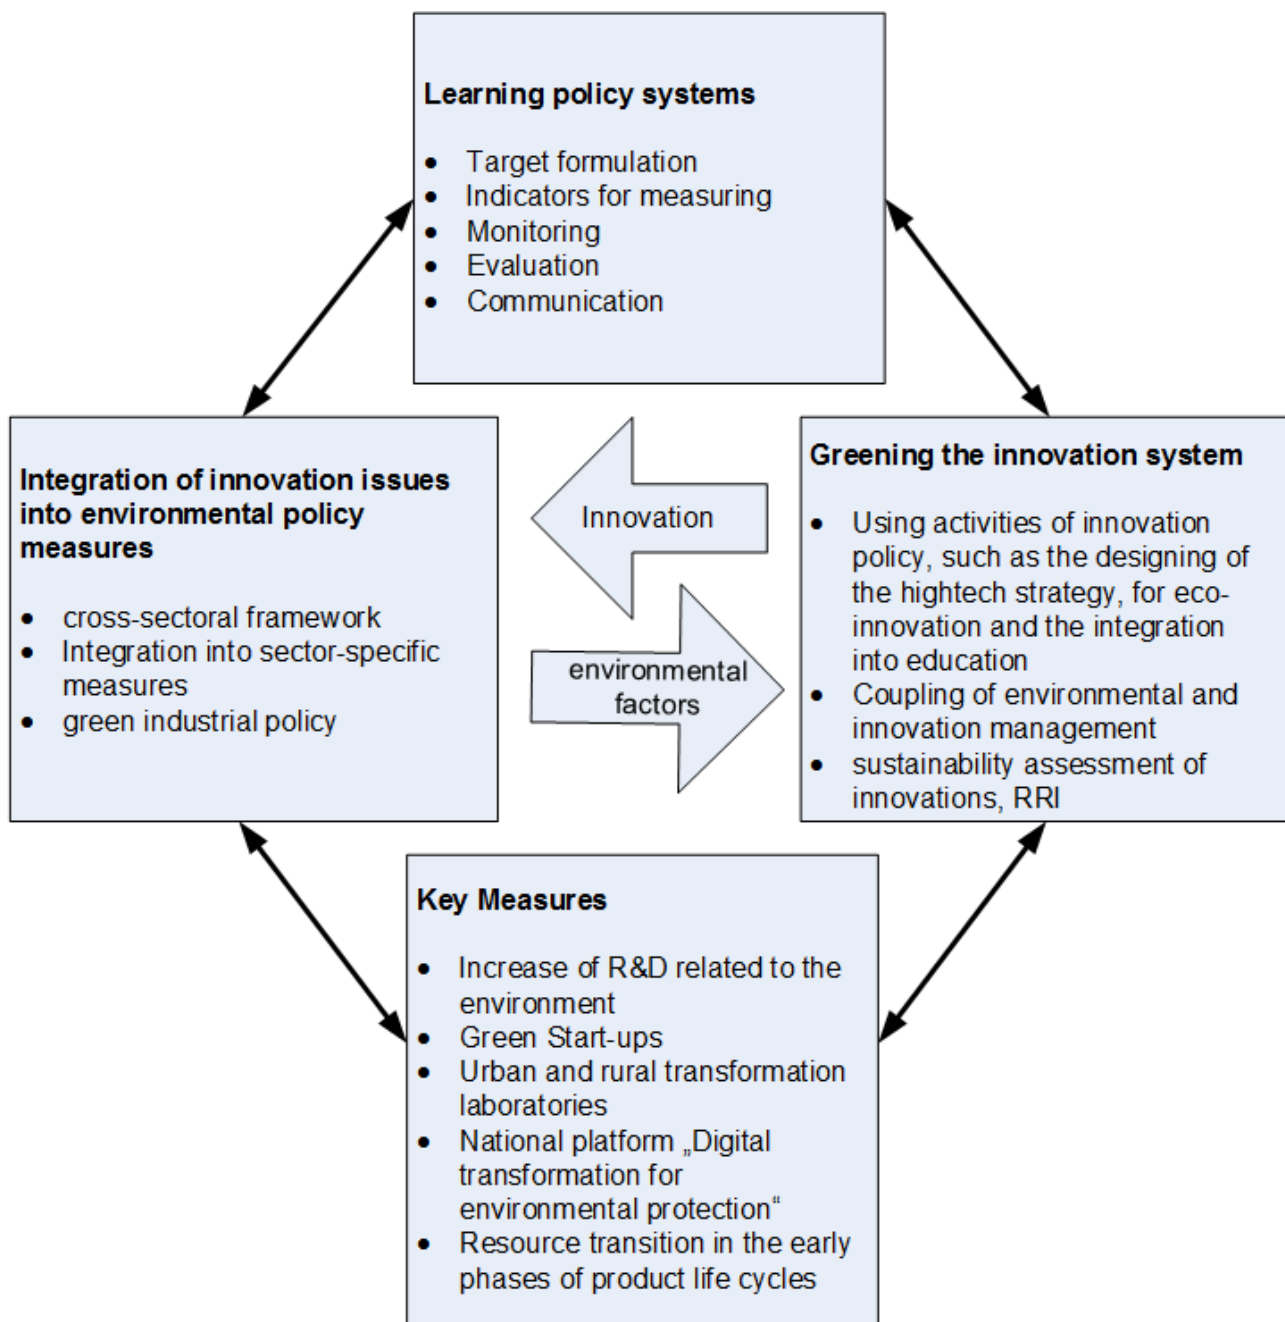 Learning policy systems
• Target formulation
• Indicators for measuring
• Monitoring
• Evaluation
• Communication
Integration of innovation issues
into environmental policy
measures
• cross-sectoral framework
• Integration into sector-specific
measures
• green industrial policy
Innovation
environmental
factors
Greening the innovation system
• Using activities of innovation
policy, such as the designing of
the hightech strategy, for eco-
innovation and the integration
into education
• Coupling of environmental and
innovation management
• sustainability assessment of
innovations, RRI
Key Measures
• Increase of R&D related to the
environment
• Green Start-ups
• Urban and rural transformation
laboratories
• National platform „Digital
transformation for
environmental protection“
• Resource transition in the early
phases of product life cycles